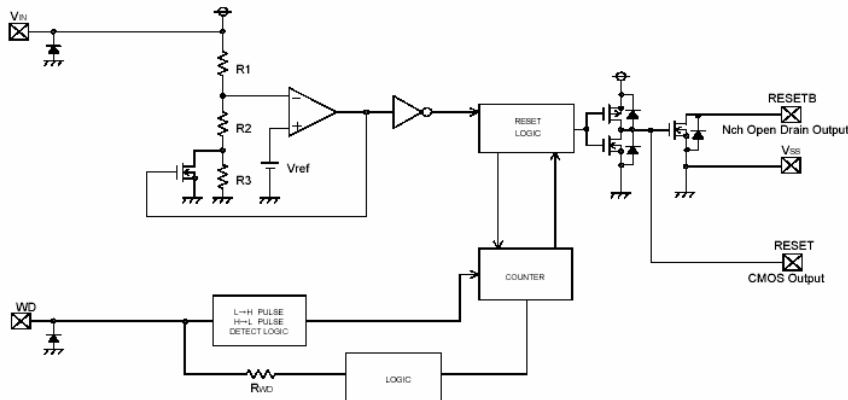 VIN
R1
R2
R3
Vref
RESET
LOGIC
RESETB
Nch Open Drain Output
VSS
RESET
CMOS Output
COUNTER
WD
L→H PULSE
H→L PULSE
DETECT LOGIC
RWD
LOGIC